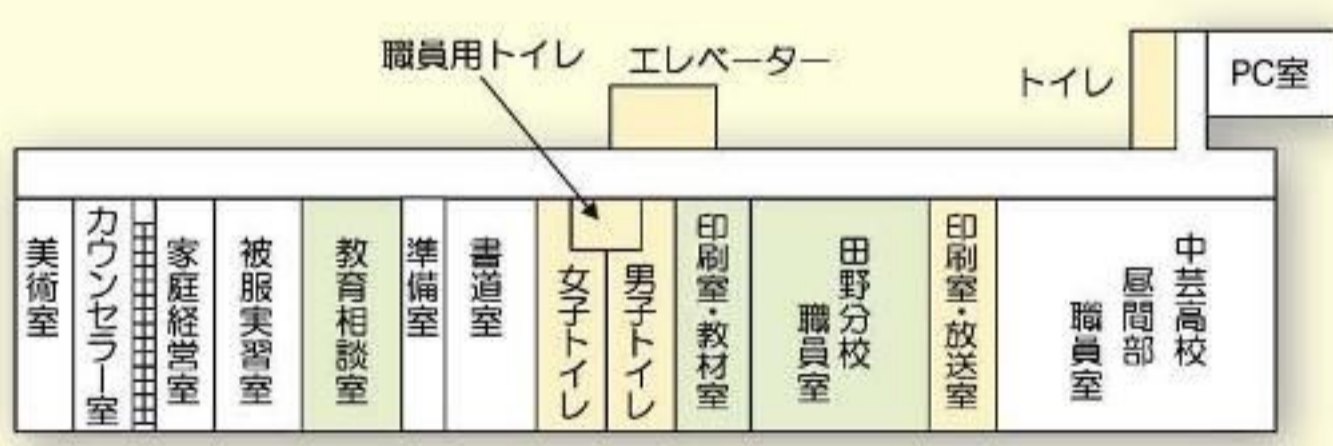 職員用トイレ
エレベーター
トイレ
PC室
美術室
カウンセラー室
家庭経営室
被服実習室
教育相談室
準備室
書道室
女子トイレ
男子トイレ
印刷室・教材室
田野分校
職員室
印刷室・放送室
中芸高校
昼間部
職員室